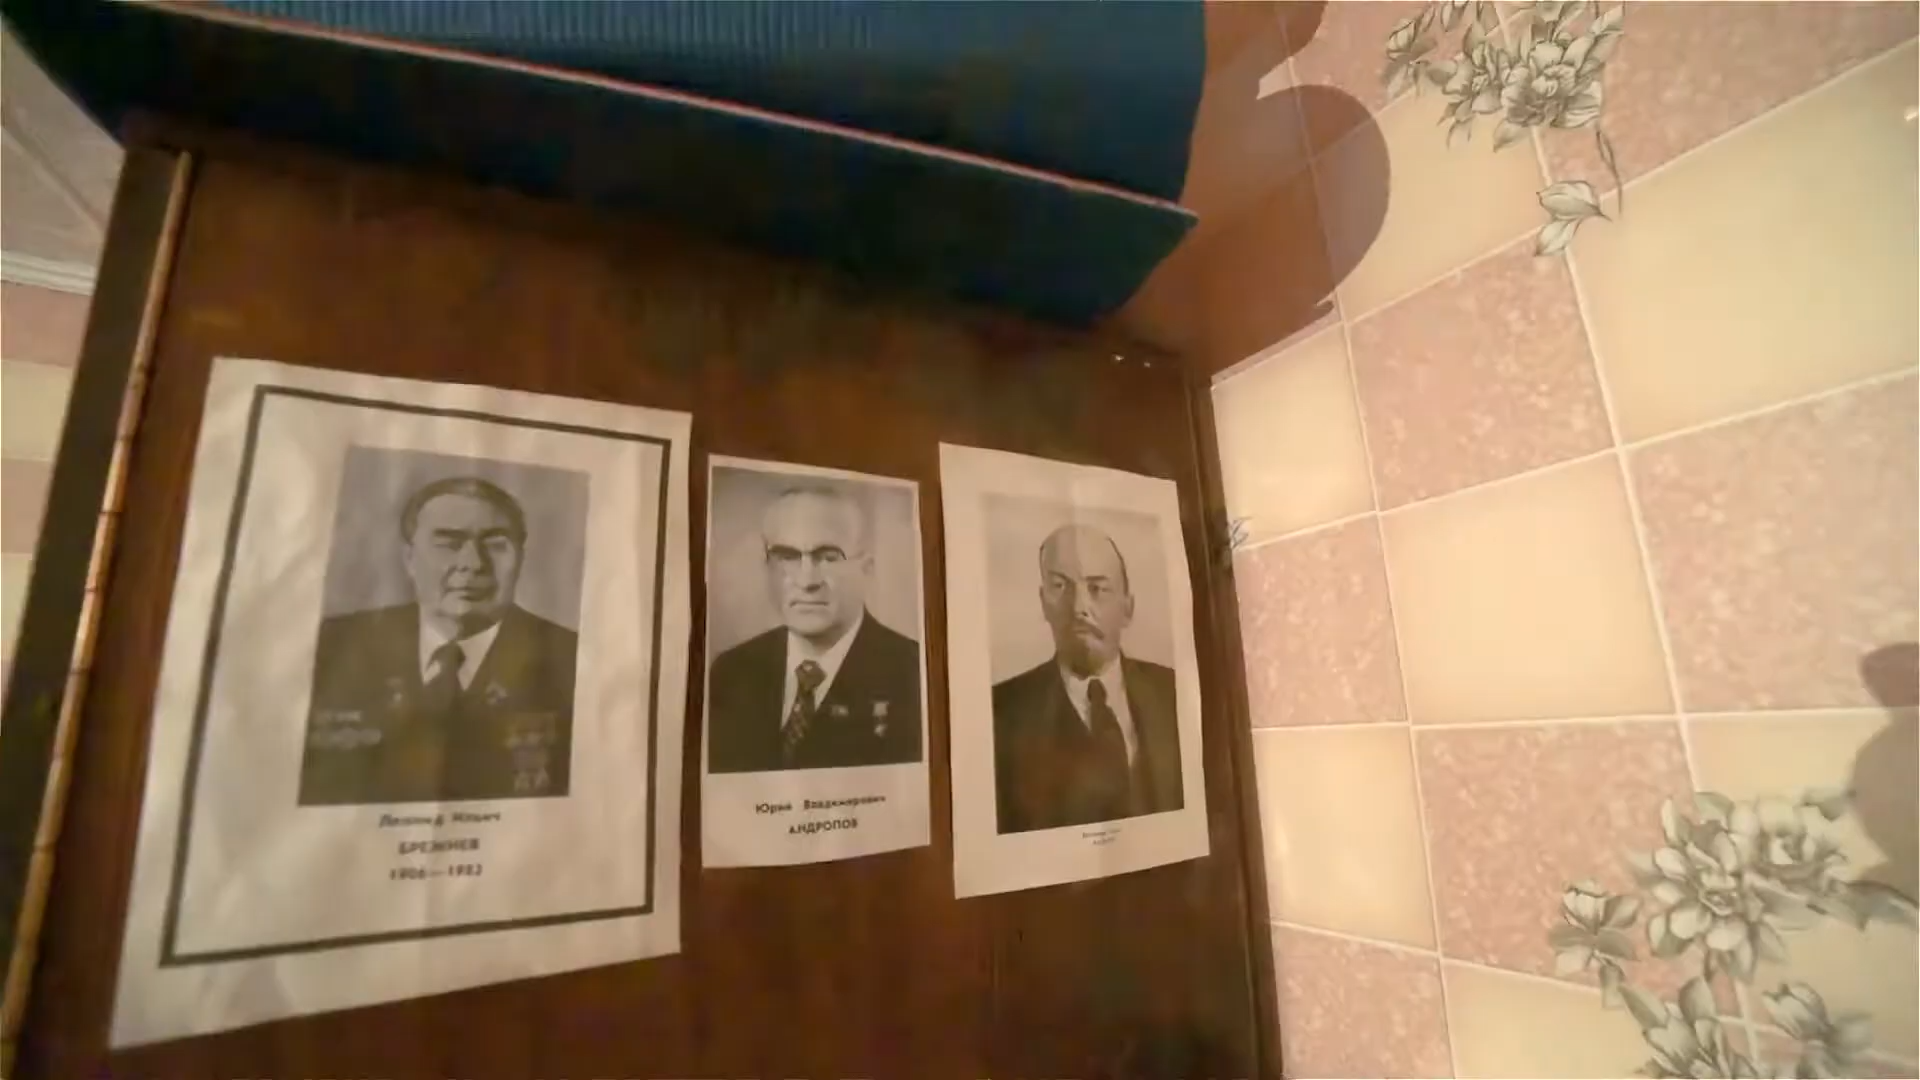 Леонид Ильич
БРЕЖНЕВ
1906—1982
Юрий Владимирович
АНДРОПОВ